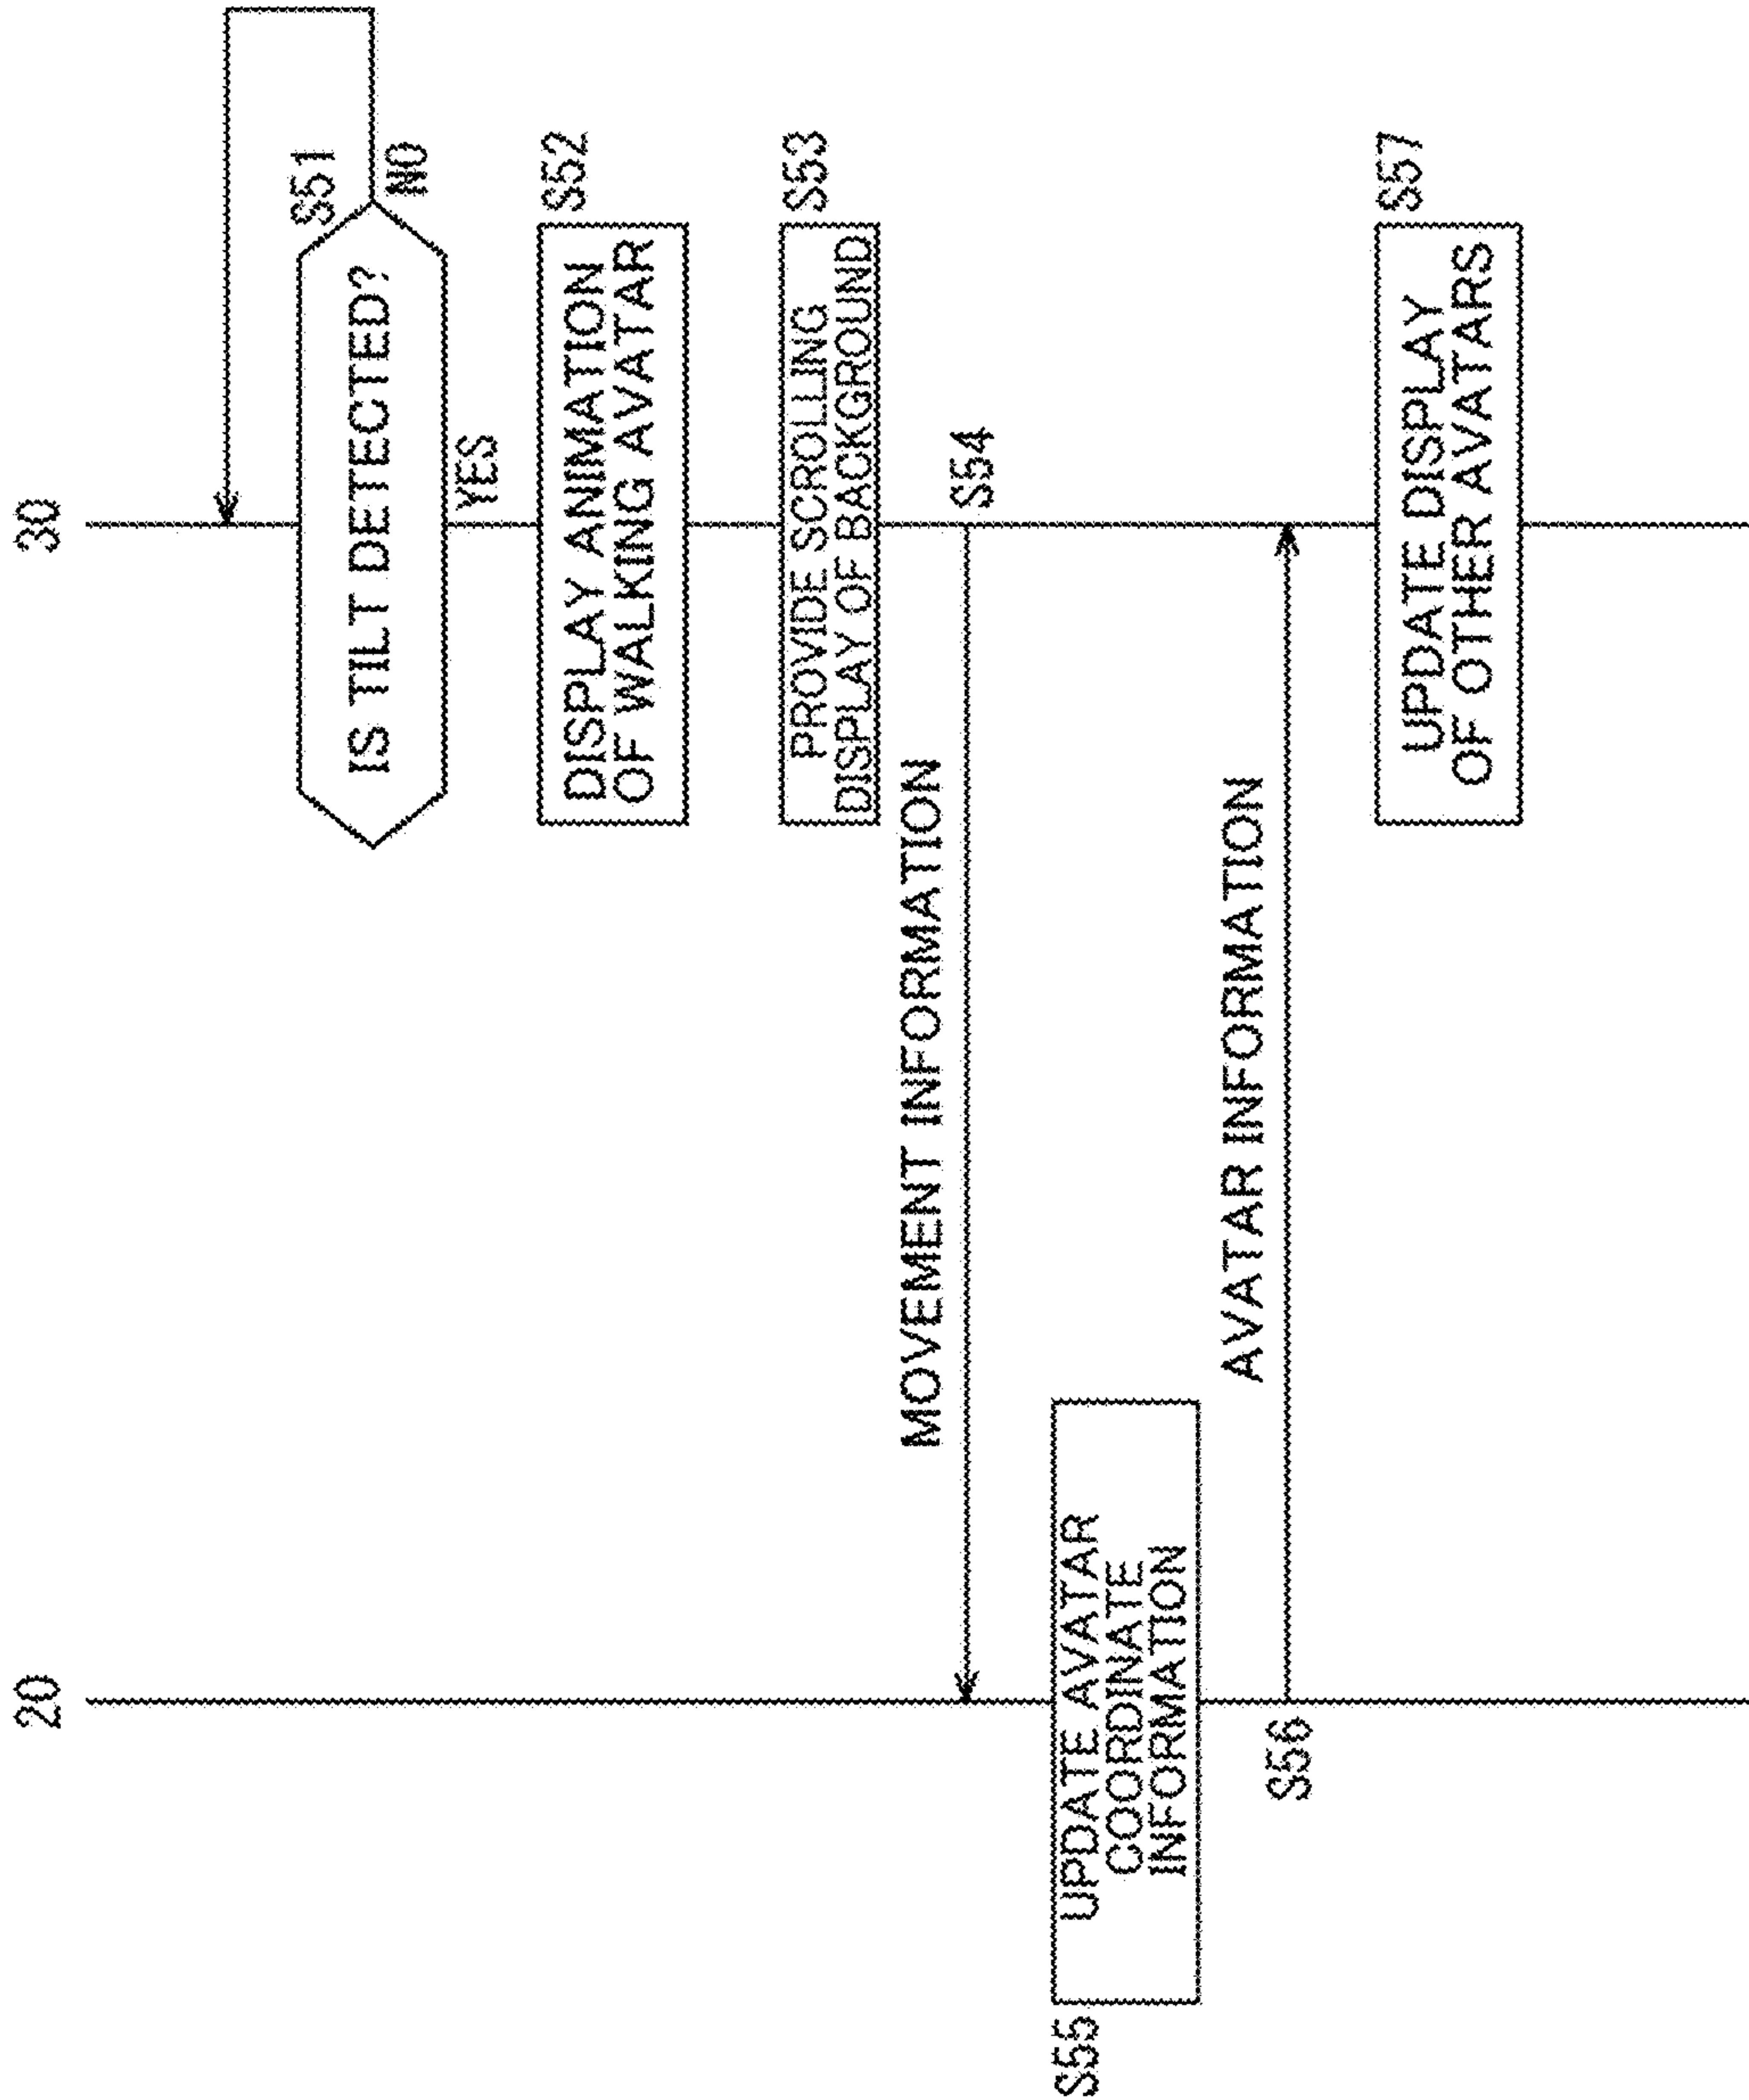 20
30
IS TILT DETECTED?
S51
NO
YES
DISPLAY ANIMATION
OF WALKING AVATAR
S52
PROVIDE SCROLLING
DISPLAY OF BACKGROUND
S53
MOVEMENT INFORMATION
S54
S55
UPDATE AVATAR
COORDINATE
INFORMATION
AVATAR INFORMATION
S56
UPDATE DISPLAY
OF OTHER AVATARS
S57